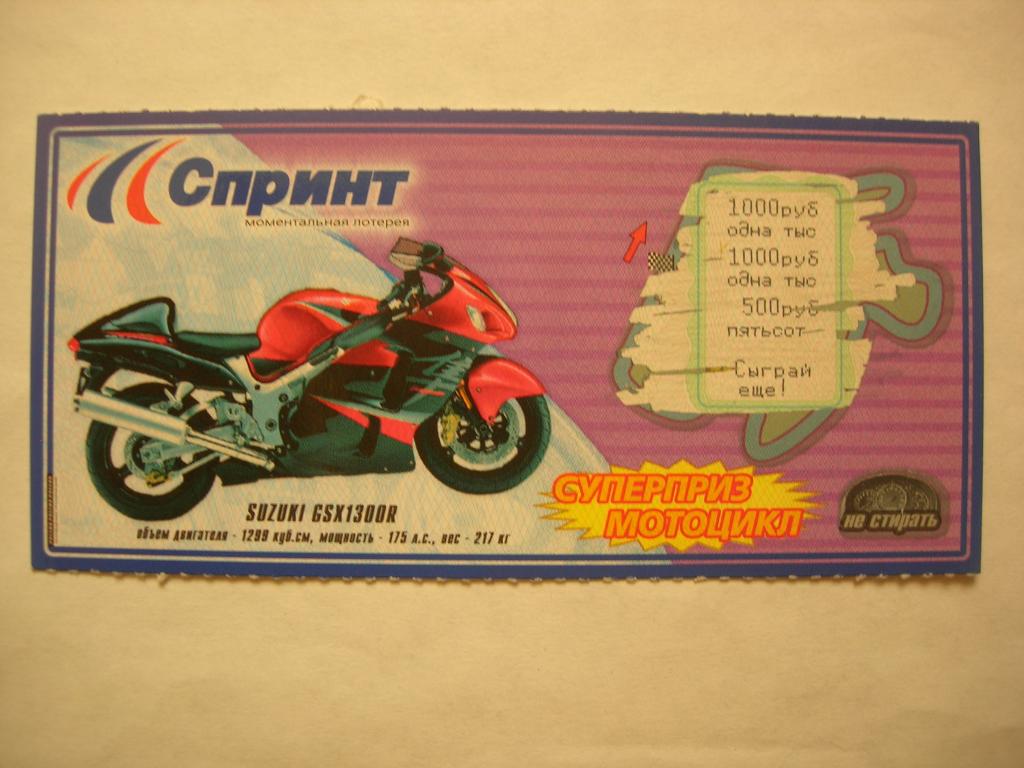 Спринт
моментальная лотерея
1000руб
одна тыс
1000руб
одна тыс
500руб
пятьсот
Сыграй
еще!
SUZUKI GSX1300R
объем двигателя - 1299 куб.см, мощность - 175 л.с., вес - 217 кг
СУПЕРПРИЗ
МОТОЦИКЛ
не стирать